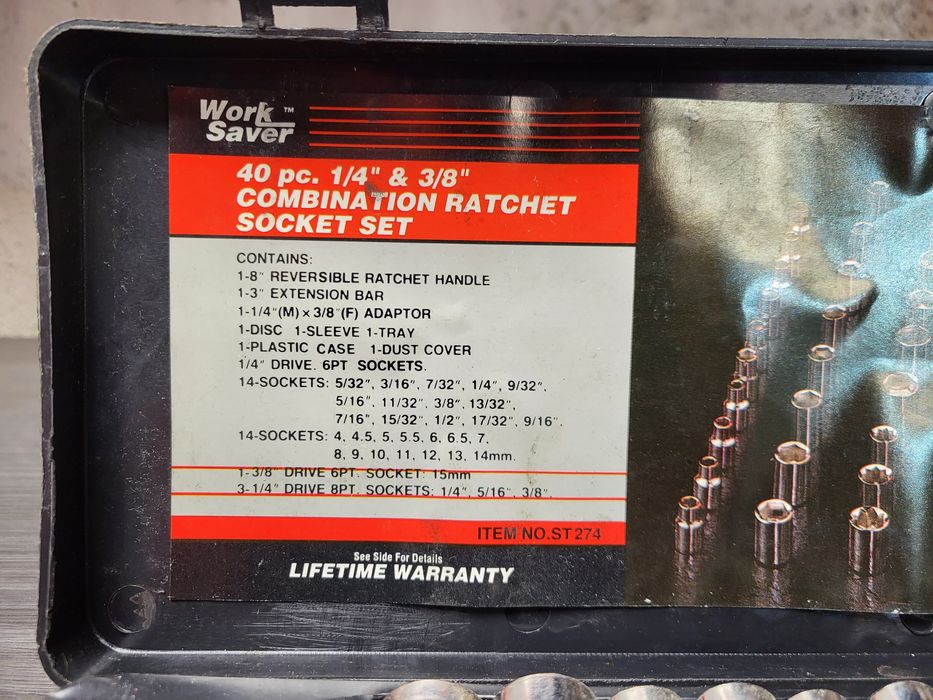 Work™
Saver
40 pc. 1/4" & 3/8"
COMBINATION RATCHET
SOCKET SET
CONTAINS:
1-8" REVERSIBLE RATCHET HANDLE
1-3" EXTENSION BAR
1-1/4"(M) x 3/8"(F) ADAPTOR
1-DISC 1-SLEEVE 1-TRAY
1-PLASTIC CASE 1-DUST COVER
1/4" DRIVE. 6PT SOCKETS.
14-SOCKETS: 5/32", 3/16", 7/32", 1/4", 9/32",
5/16", 11/32", 3/8", 13/32",
7/16", 15/32", 1/2", 17/32", 9/16".
14-SOCKETS: 4, 4.5, 5, 5.5, 6, 6.5, 7,
8, 9, 10, 11, 12, 13, 14mm.
1-3/8" DRIVE 6PT. SOCKET: 15mm
3-1/4" DRIVE 8PT. SOCKETS: 1/4", 5/16", 3/8".
ITEM NO.ST274
See Side For Details
LIFETIME WARRANTY